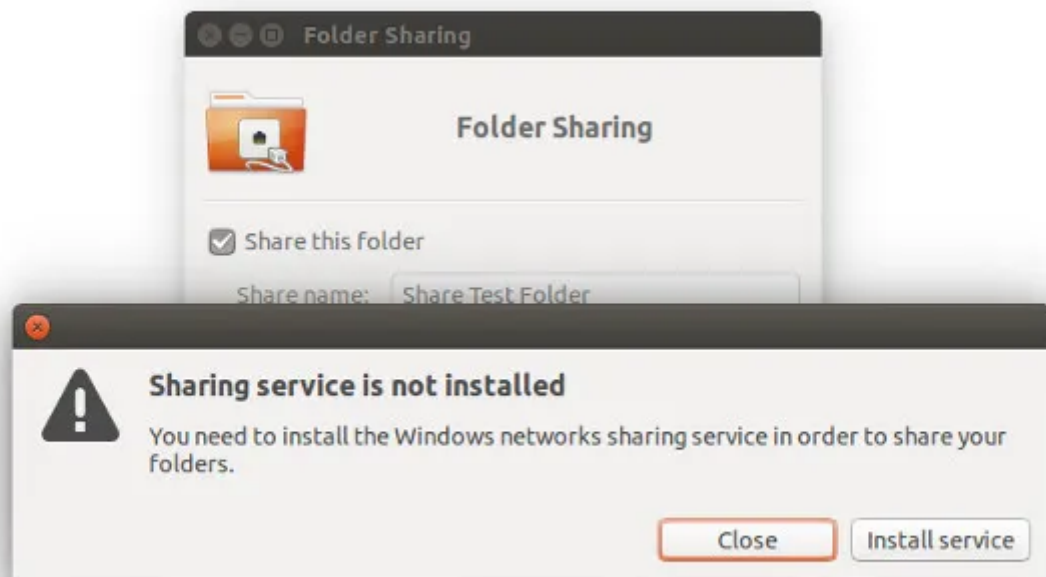 Folder Sharing
Folder Sharing
Share this folder
Share name: Share Test Folder
Sharing service is not installed
You need to install the Windows networks sharing service in order to share your
folders.
Close Install service